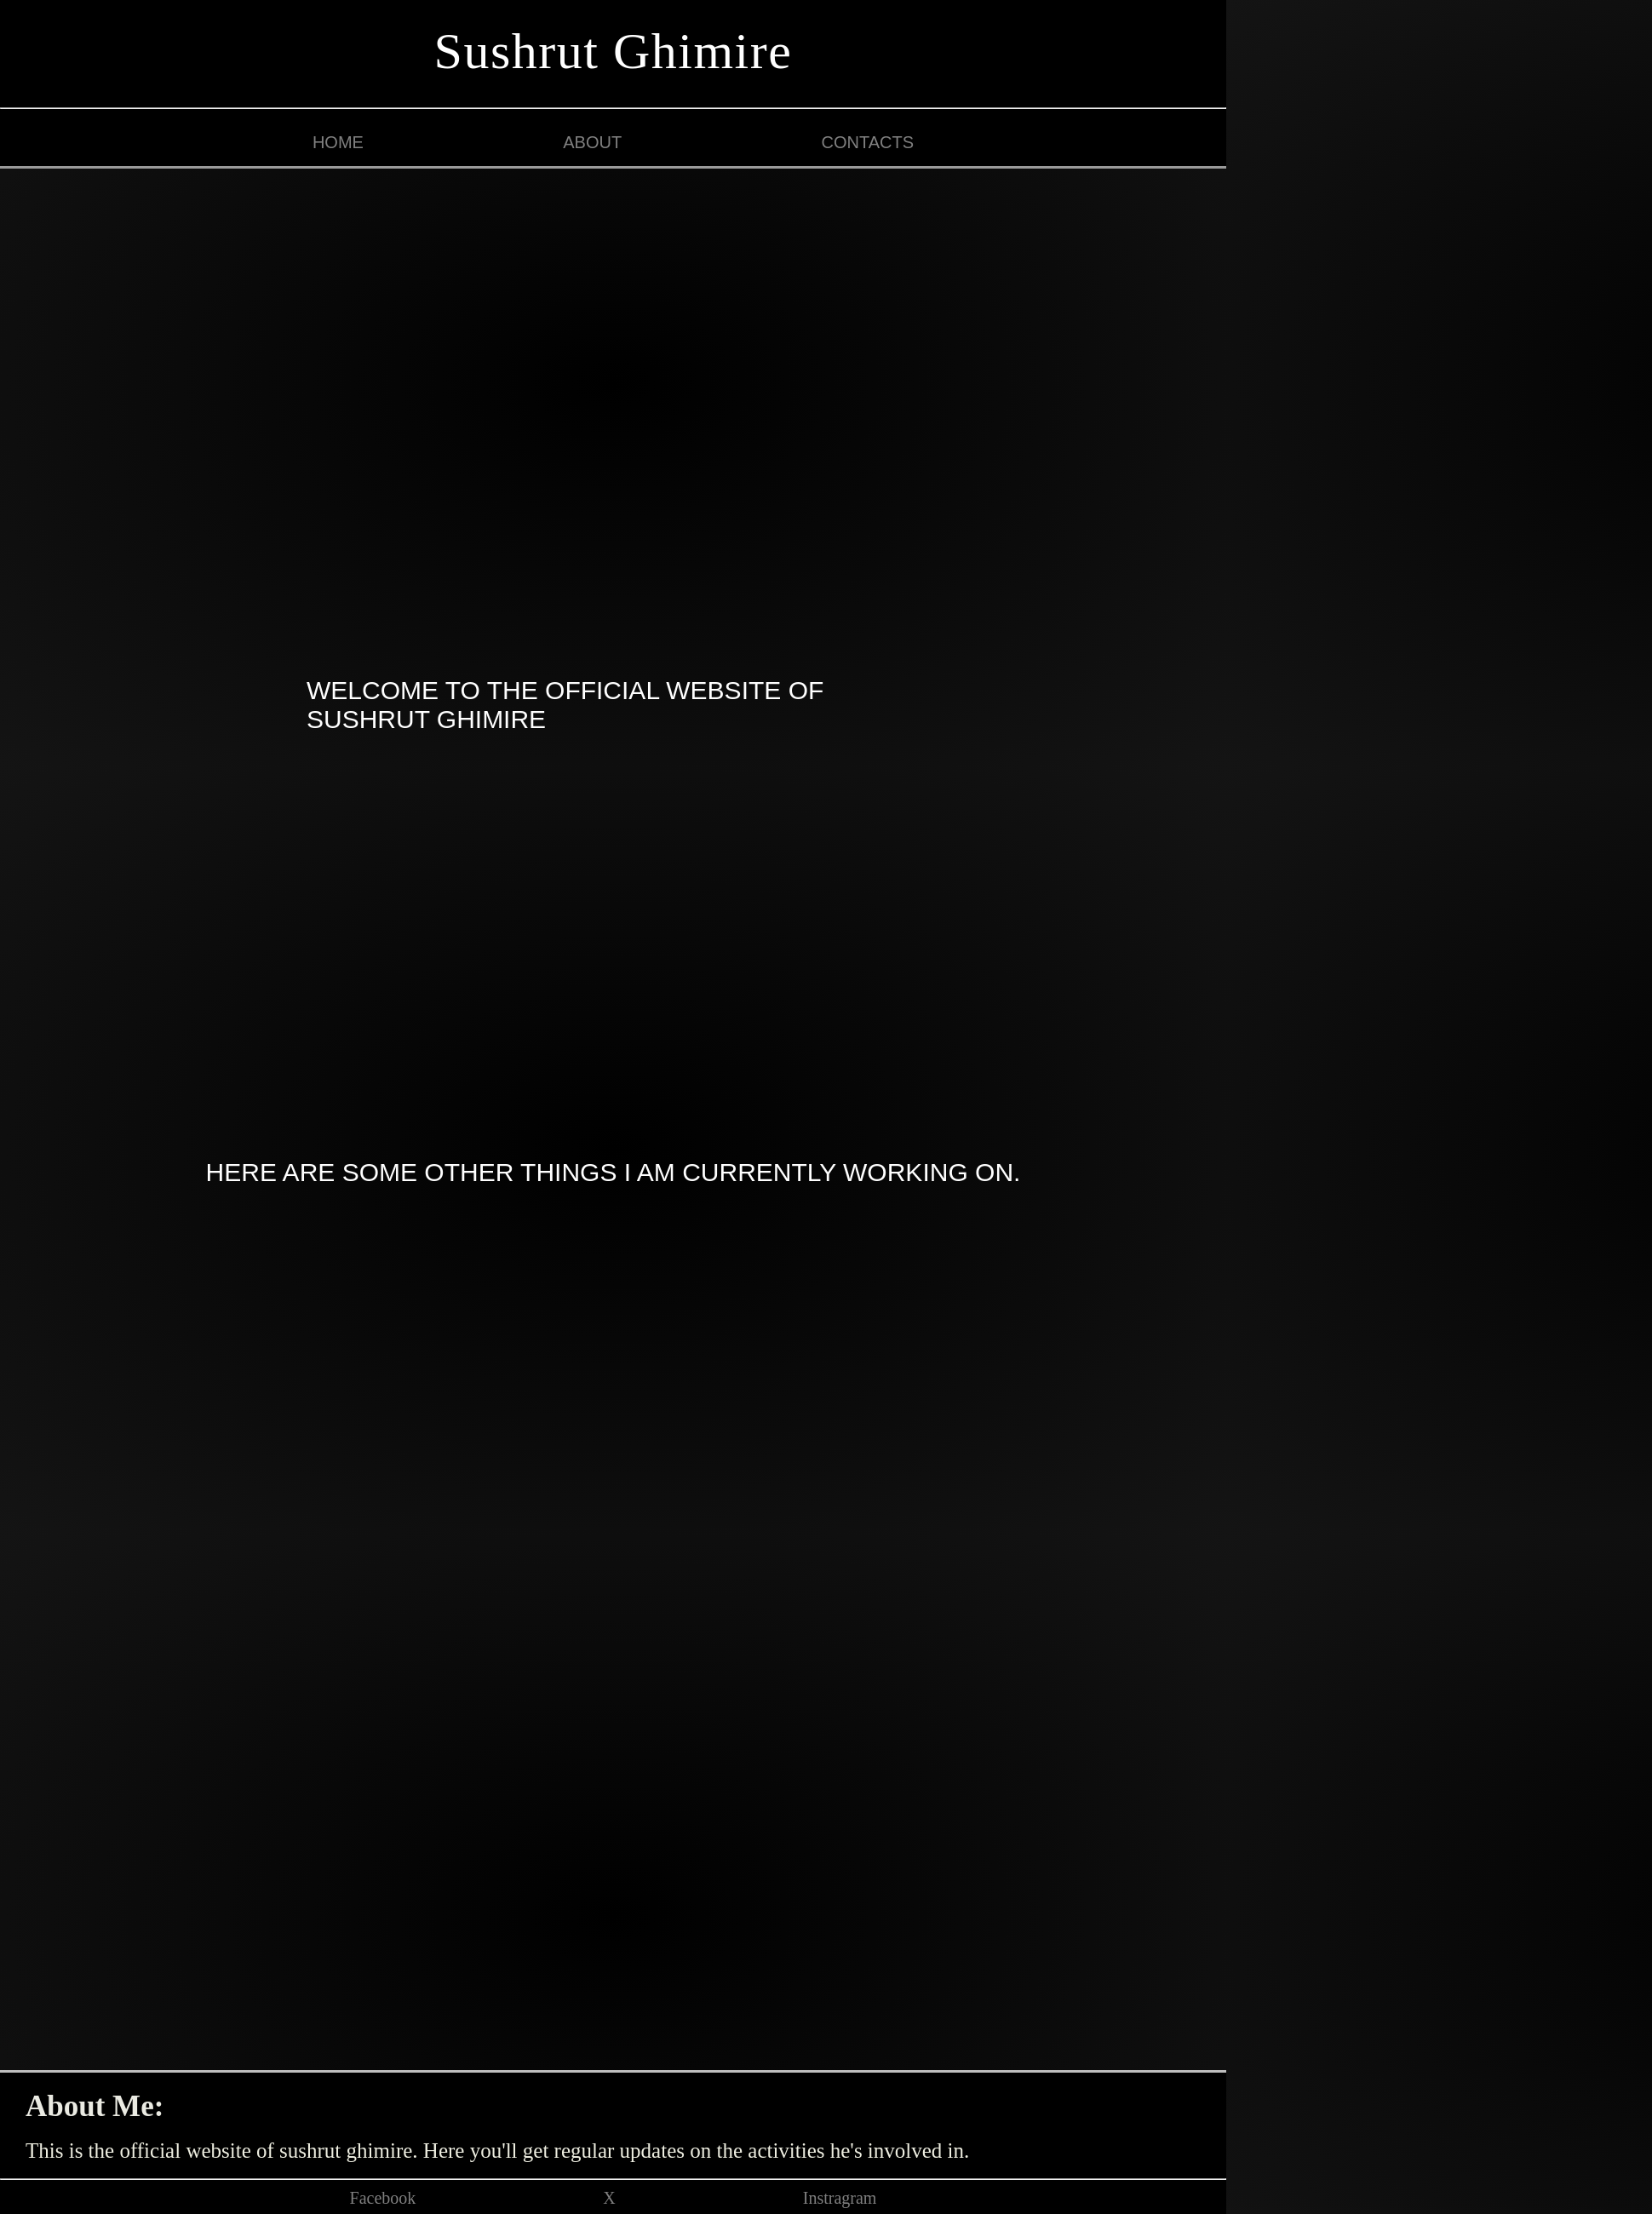 Sushrut Ghimire
HOME ABOUT CONTACTS
WELCOME TO THE OFFICIAL WEBSITE OF
SUSHRUT GHIMIRE
HERE ARE SOME OTHER THINGS I AM CURRENTLY WORKING ON.
About Me:
This is the official website of sushrut ghimire. Here you'll get regular updates on the activities he's involved in.
Facebook X Instragram